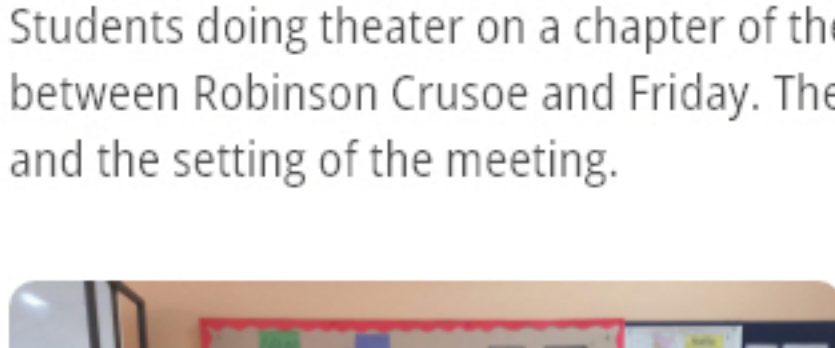 Students doing theater on a chapter of the
between Robinson Crusoe and Friday. The
and the setting of the meeting.